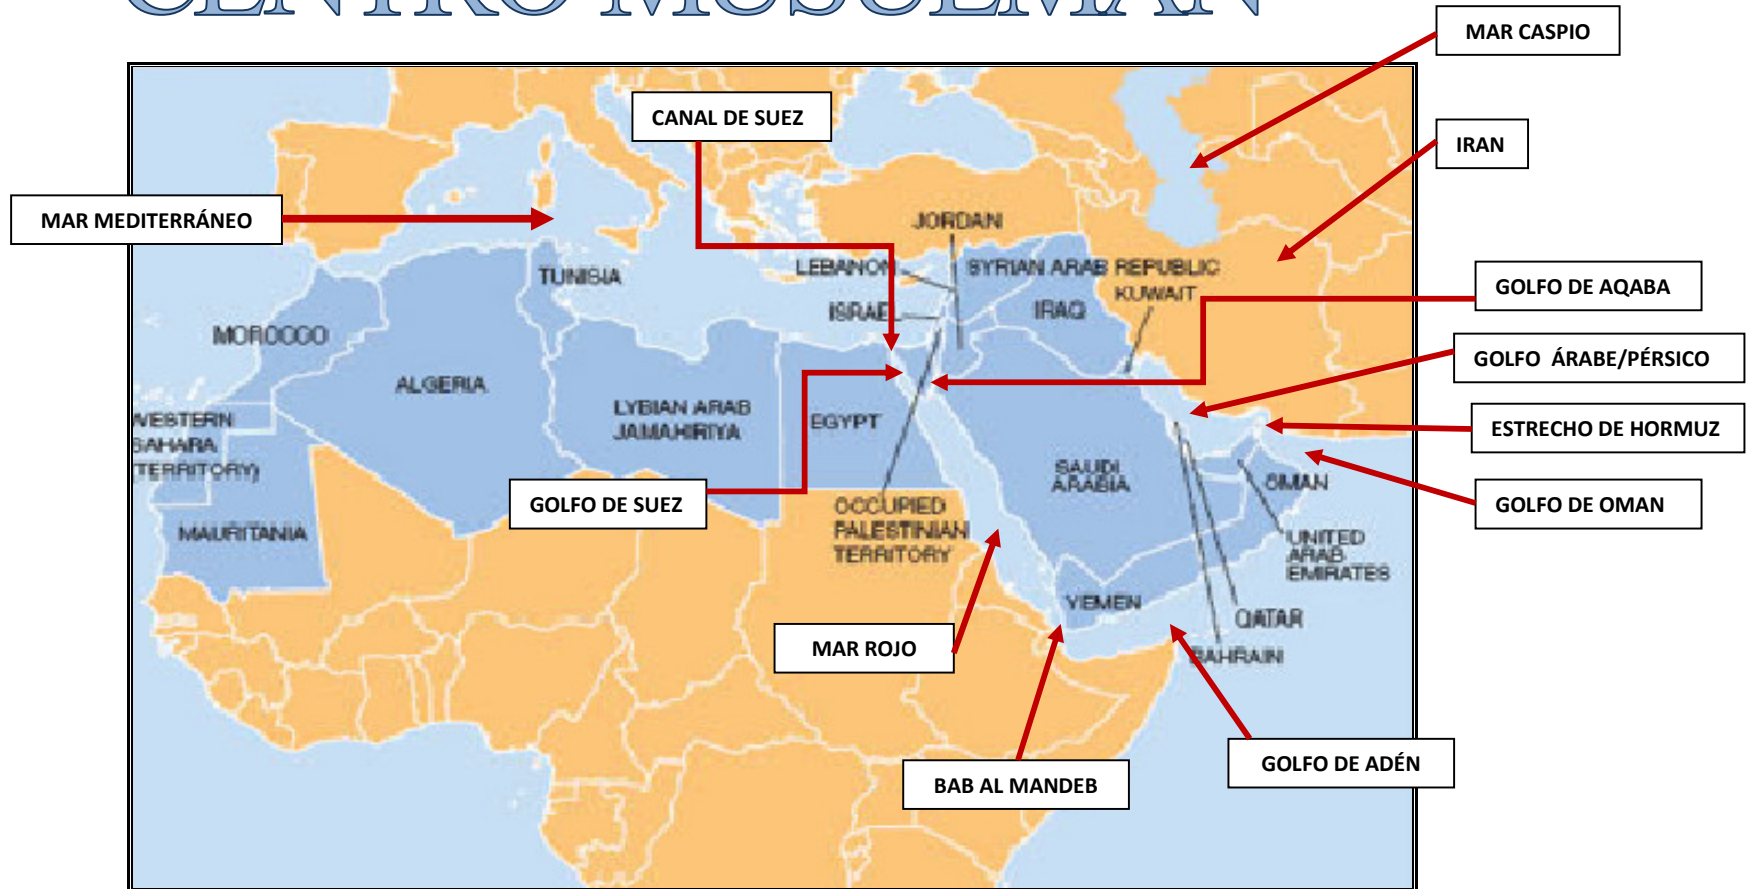 CENTRO MUSULMÁN
MAR CASPIO
CANAL DE SUEZ
IRAN
MAR MEDITERRÁNEO
JORDAN
LEBANON
SYRIAN ARAB REPUBLIC
TUNISIA
KUWAIT
GOLFO DE AQABA
ISRAEL
IRAQ
MOROCCO
GOLFO ÁRABE/PÉRSICO
ALGERIA
LYBIAN ARAB
JAMAHIRIYA
EGYPT
WESTERN
SAHARA
(TERRITORY)
ESTRECHO DE HORMUZ
SAUDI
ARABIA
OMAN
GOLFO DE SUEZ
GOLFO DE OMAN
OCCUPIED
PALESTINIAN
TERRITORY
MAURITANIA
UNITED
ARAB
EMIRATES
YEMEN
QATAR
MAR ROJO
BAHRAIN
GOLFO DE ADÉN
BAB AL MANDEB